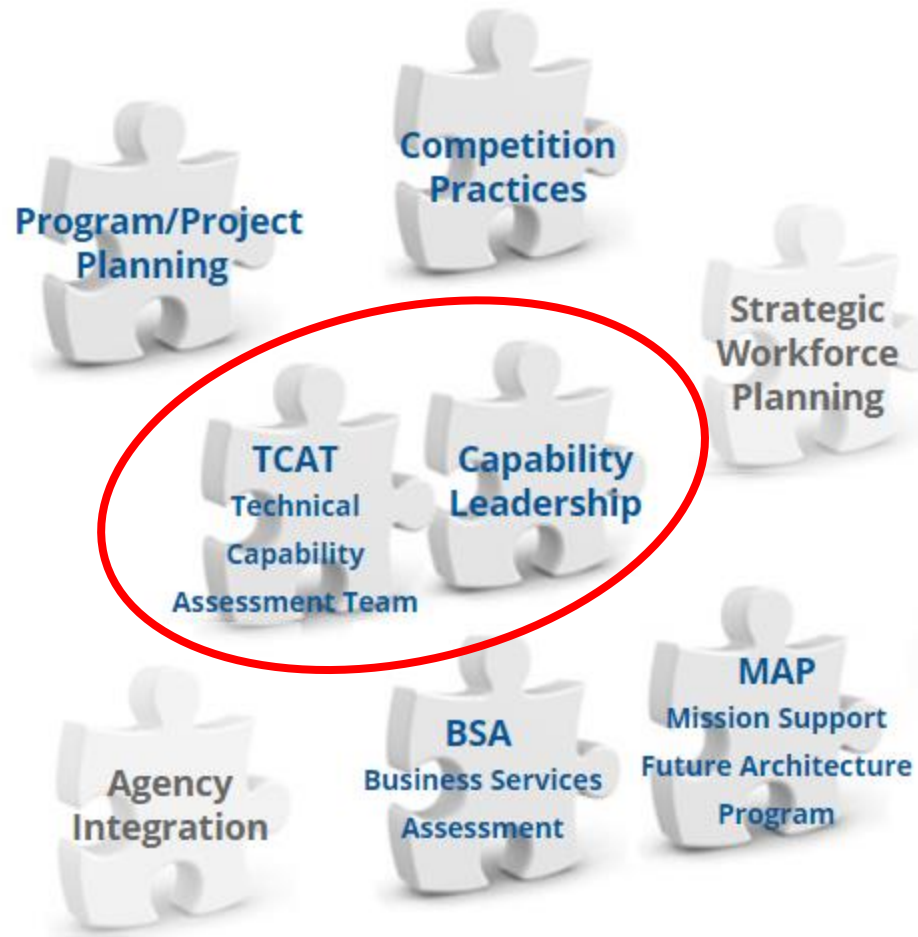 Competition
Practices
Program/Project
Planning
Strategic
Workforce
Planning
TCAT
Technical
Capability
Assessment Team
Capability
Leadership
MAP
Mission Support
Future Architecture
Program
BSA
Business Services
Assessment
Agency
Integration